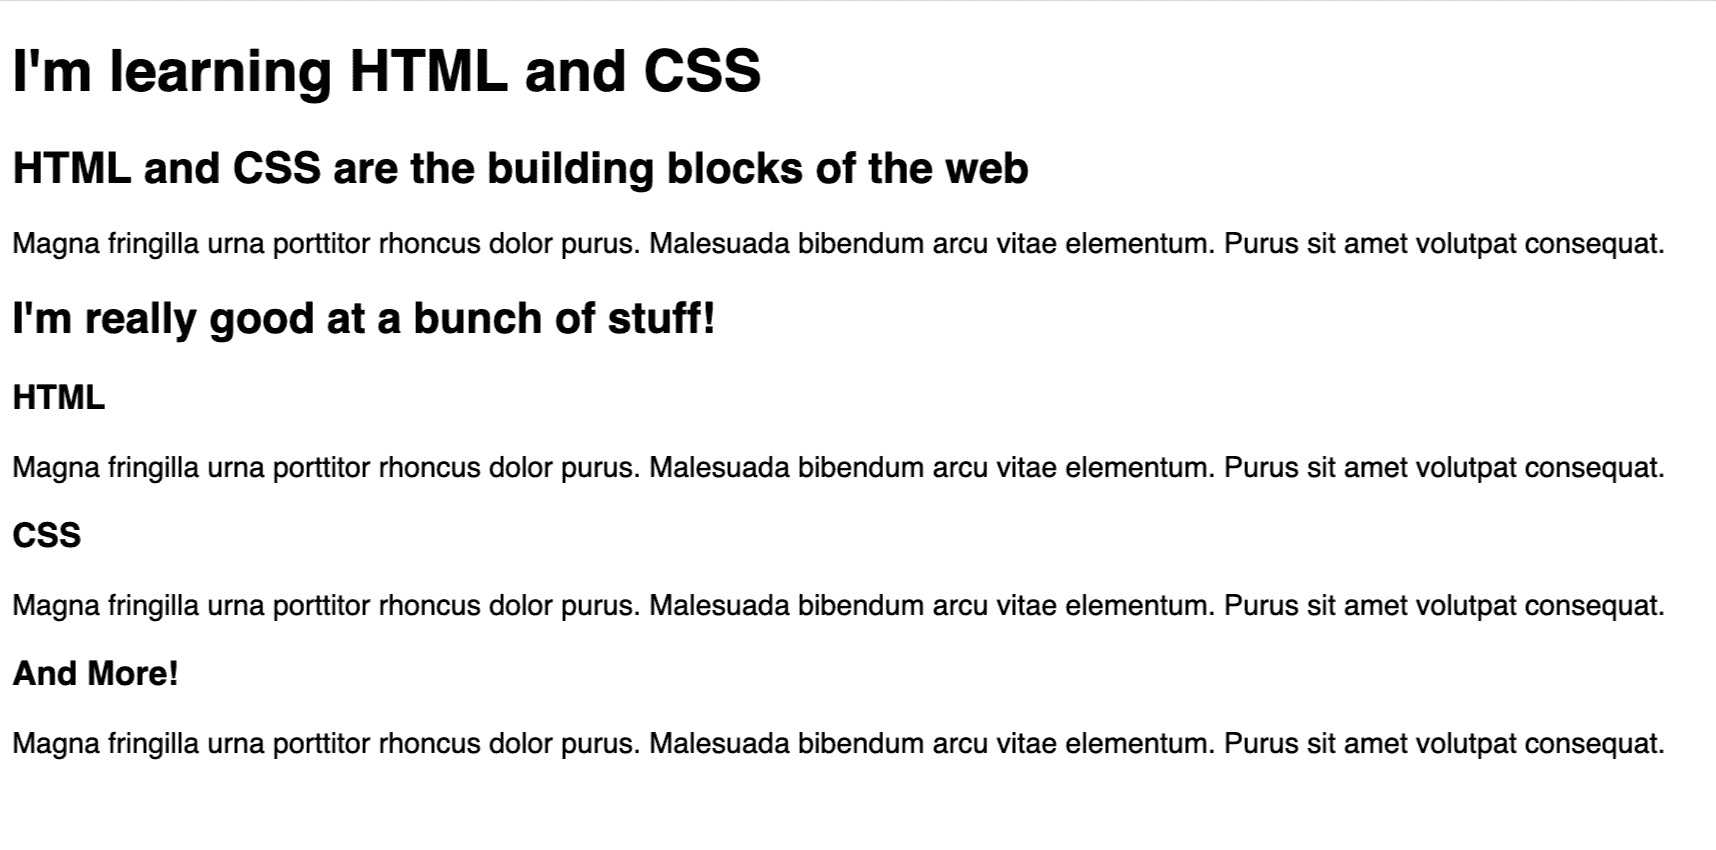 I'm learning HTML and CSS
HTML and CSS are the building blocks of the web
Magna fringilla urna porttitor rhoncus dolor purus. Malesuada bibendum arcu vitae elementum. Purus sit amet volutpat consequat.
I'm really good at a bunch of stuff!
HTML
Magna fringilla urna porttitor rhoncus dolor purus. Malesuada bibendum arcu vitae elementum. Purus sit amet volutpat consequat.
CSS
Magna fringilla urna porttitor rhoncus dolor purus. Malesuada bibendum arcu vitae elementum. Purus sit amet volutpat consequat.
And More!
Magna fringilla urna porttitor rhoncus dolor purus. Malesuada bibendum arcu vitae elementum. Purus sit amet volutpat consequat.